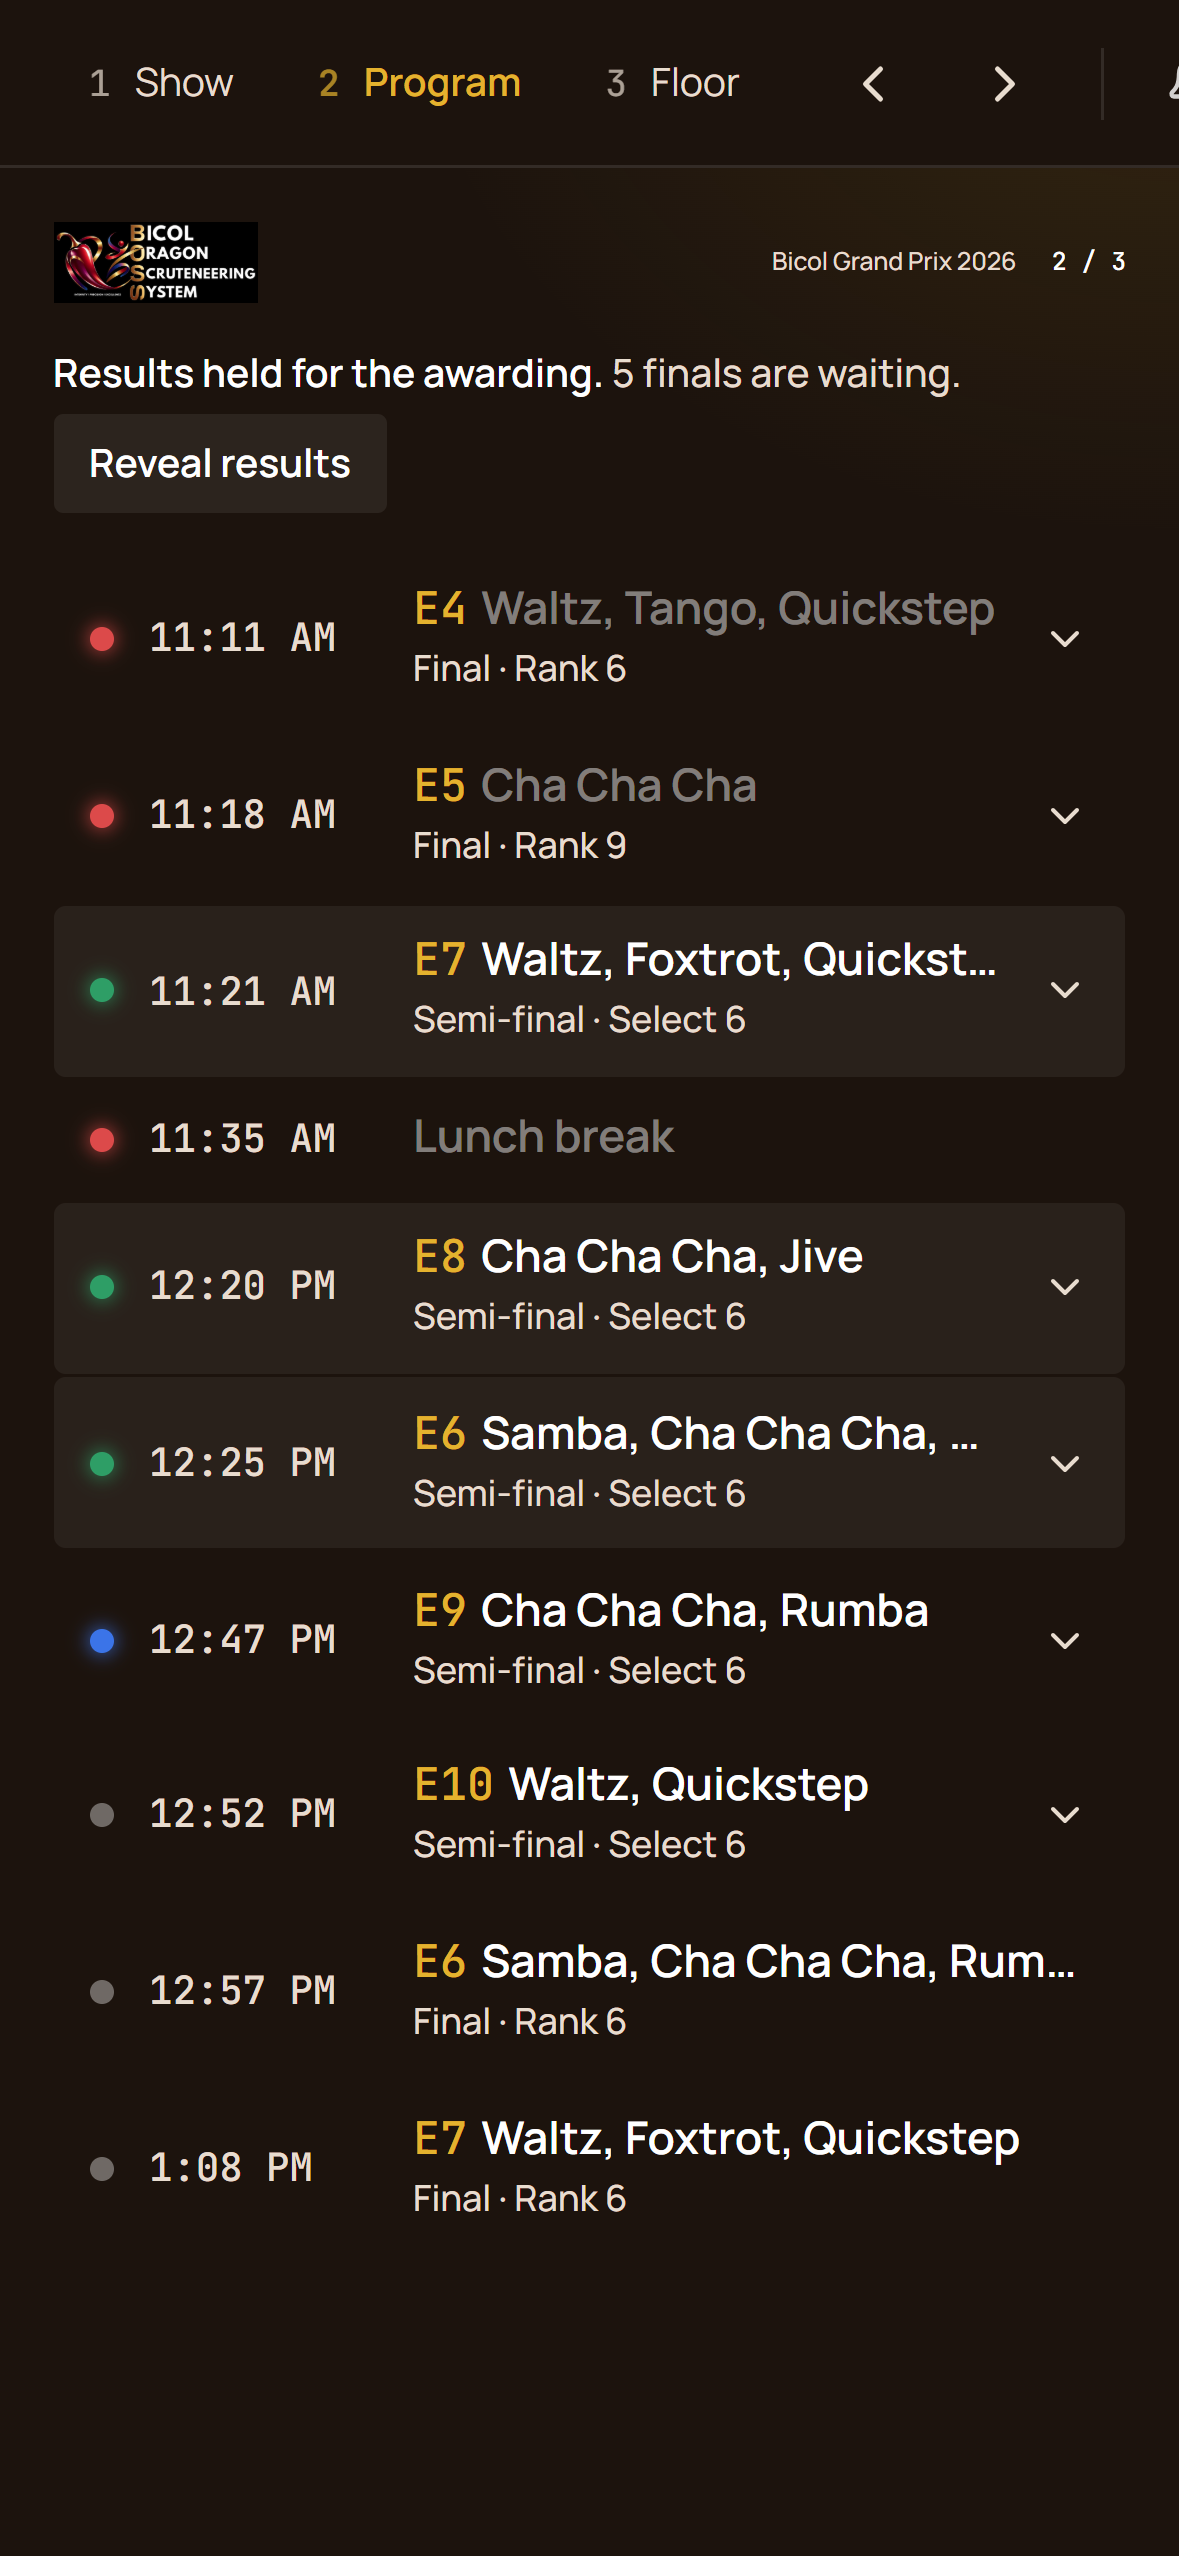 1 Show 2 Program 3 Floor
BICOL
DRAGON
SCRUTENEERING
SYSTEM
Bicol Grand Prix 2026 2 / 3
Results held for the awarding. 5 finals are waiting.
Reveal results
11:11 AM E4 Waltz, Tango, Quickstep
Final · Rank 6
11:18 AM E5 Cha Cha Cha
Final · Rank 9
11:21 AM E7 Waltz, Foxtrot, Quickst...
Semi-final · Select 6
11:35 AM Lunch break
12:20 PM E8 Cha Cha Cha, Jive
Semi-final · Select 6
12:25 PM E6 Samba, Cha Cha Cha, ...
Semi-final · Select 6
12:47 PM E9 Cha Cha Cha, Rumba
Semi-final · Select 6
12:52 PM E10 Waltz, Quickstep
Semi-final · Select 6
12:57 PM E6 Samba, Cha Cha Cha, Rum...
Final · Rank 6
1:08 PM E7 Waltz, Foxtrot, Quickstep
Final · Rank 6